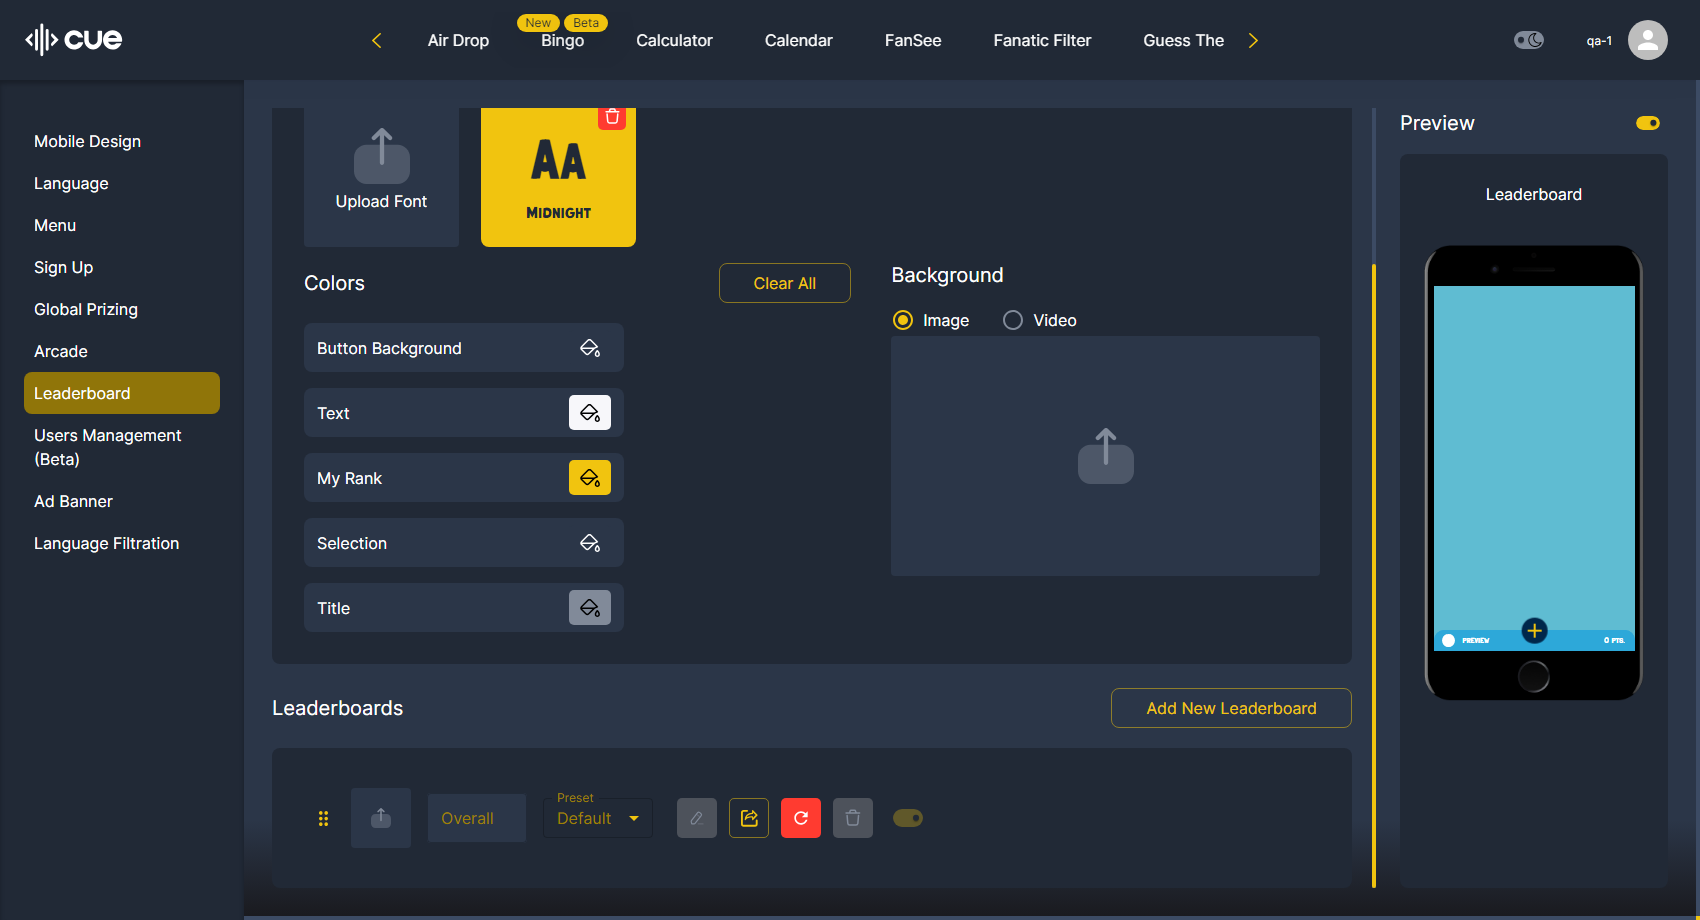 cue
Air Drop
New
Beta
Bingo
Calculator
Calendar
FanSee
Fanatic Filter
Guess The
qa-1
Mobile Design
Language
Menu
Sign Up
Global Prizing
Arcade
Leaderboard
Users Management
(Beta)
Ad Banner
Language Filtration
Upload Font
AA
MIDNIGHT
Colors
Clear All
Button Background
Text
My Rank
Selection
Title
Background
Image
Video
Leaderboards
Add New Leaderboard
Overall
Preset
Default
Preview
Leaderboard
PREVIEW
0 PTS.